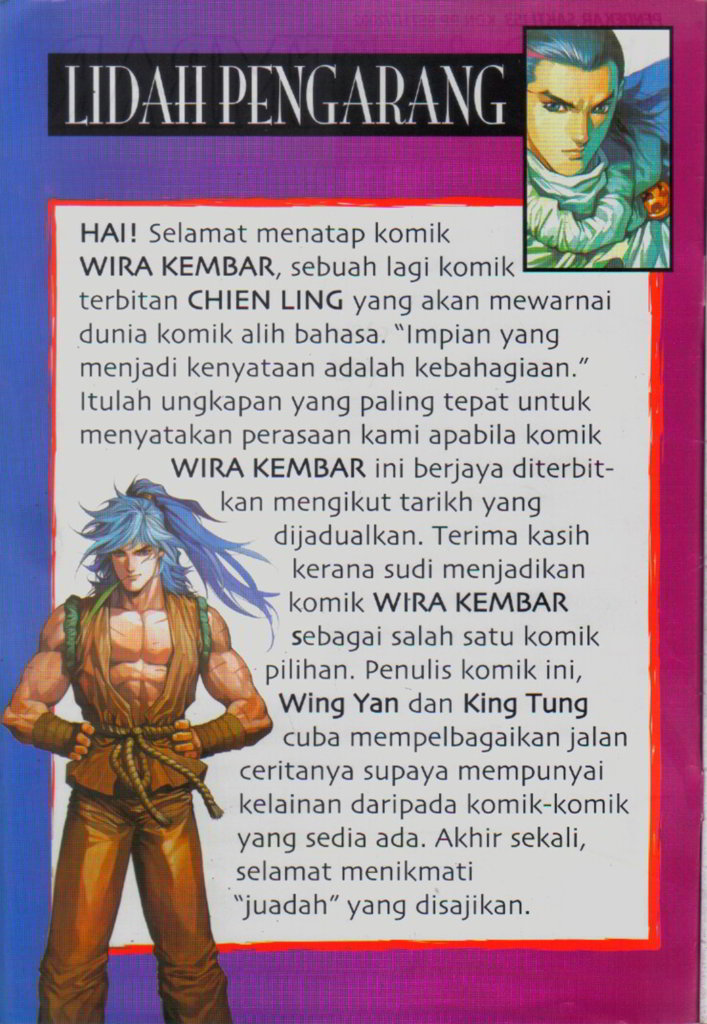 LIDAH PENGARANG
HAI! Selamat menatap komik
WIRA KEMBAR, sebuah lagi komik
terbitan CHIEN LING yang akan mewarnai
dunia komik alih bahasa. “Impian yang
menjadi kenyataan adalah kebahagiaan.”
Itulah ungkapan yang paling tepat untuk
menyatakan perasaan kami apabila komik
WIRA KEMBAR ini berjaya diterbit-
kan mengikut tarikh yang
dijadualkan. Terima kasih
kerana sudi menjadikan
komik WIRA KEMBAR
sebagai salah satu komik
pilihan. Penulis komik ini,
Wing Yan dan King Tung
cuba mempelbagaikan jalan
ceritanya supaya mempunyai
kelainan daripada komik-komik
yang sedia ada. Akhir sekali,
selamat menikmati
“juadah” yang disajikan.